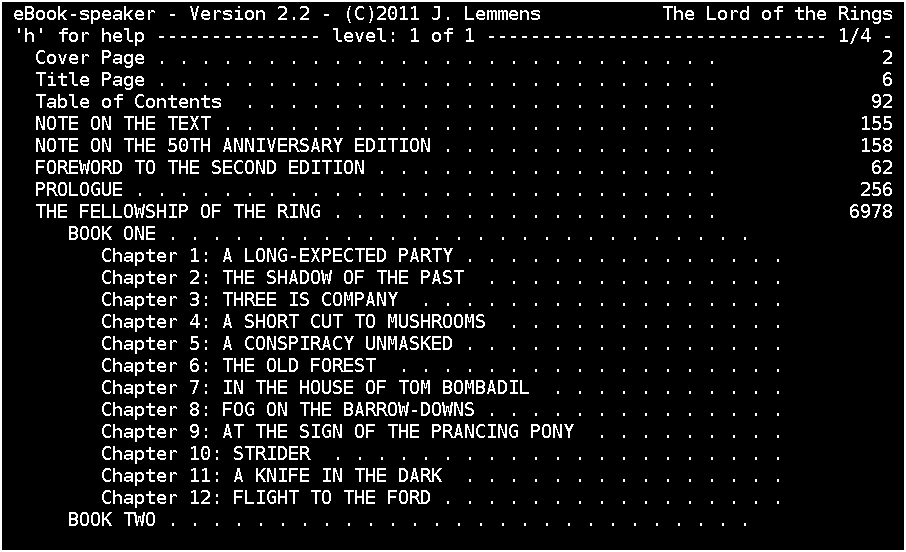 eBook-speaker - Version 2.2 - (C)2011 J. Lemmens The Lord of the Rings
'h' for help --------------- level: 1 of 1 ------------------------------- 1/4 -
Cover Page . . . . . . . . . . . . . . . . . . . . . . . . . . 2
Title Page . . . . . . . . . . . . . . . . . . . . . . . . . . 6
Table of Contents . . . . . . . . . . . . . . . . . . . . . . 92
NOTE ON THE TEXT . . . . . . . . . . . . . . . . . . . . . . . 155
NOTE ON THE 50TH ANNIVERSARY EDITION . . . . . . . . . . . . . 158
FOREWORD TO THE SECOND EDITION . . . . . . . . . . . . . . . . 62
PROLOGUE . . . . . . . . . . . . . . . . . . . . . . . . . . . 256
THE FELLOWSHIP OF THE RING . . . . . . . . . . . . . . . . . . 6978
BOOK ONE . . . . . . . . . . . . . . . . . . . . . . . . . . .
Chapter 1: A LONG-EXPECTED PARTY . . . . . . . . . . . . . . .
Chapter 2: THE SHADOW OF THE PAST . . . . . . . . . . . . . .
Chapter 3: THREE IS COMPANY . . . . . . . . . . . . . . . . .
Chapter 4: A SHORT CUT TO MUSHROOMS . . . . . . . . . . . . .
Chapter 5: A CONSPIRACY UNMASKED . . . . . . . . . . . . . . .
Chapter 6: THE OLD FOREST . . . . . . . . . . . . . . . . . .
Chapter 7: IN THE HOUSE OF TOM BOMBADIL . . . . . . . . . . .
Chapter 8: FOG ON THE BARROW-DOWNS . . . . . . . . . . . . . .
Chapter 9: AT THE SIGN OF THE PRANCING PONY . . . . . . . . .
Chapter 10: STRIDER . . . . . . . . . . . . . . . . . . . . .
Chapter 11: A KNIFE IN THE DARK . . . . . . . . . . . . . . .
Chapter 12: FLIGHT TO THE FORD . . . . . . . . . . . . . . . .
BOOK TWO . . . . . . . . . . . . . . . . . . . . . . . . . . .